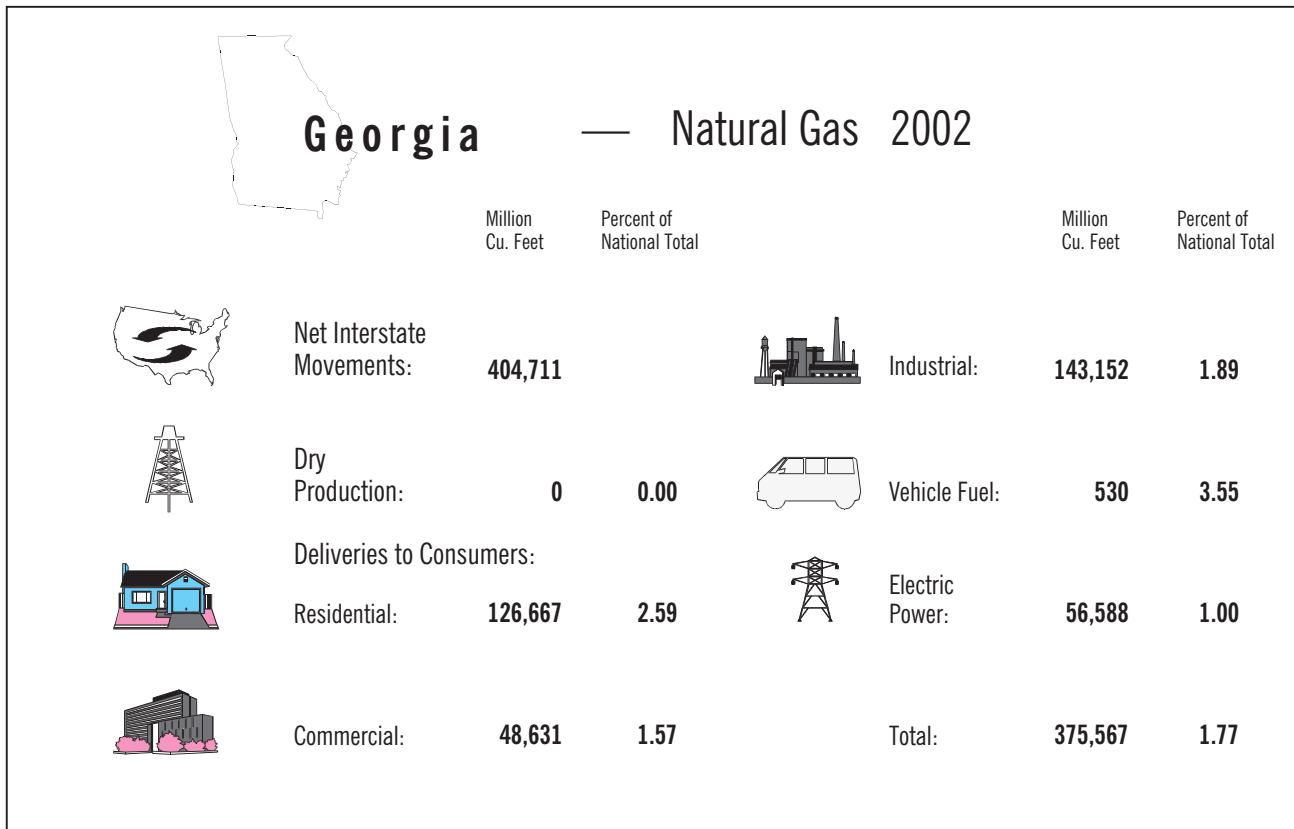 Georgia — Natural Gas 2002
Million Cu. Feet
Percent of National Total
Million Cu. Feet
Percent of National Total
Net Interstate
Movements: 404,711
Dry
Production: 0 0.00
Deliveries to Consumers:
Residential: 126,667 2.59
Commercial: 48,631 1.57
Industrial: 143,152 1.89
Vehicle Fuel: 530 3.55
Electric
Power: 56,588 1.00
Total: 375,567 1.77